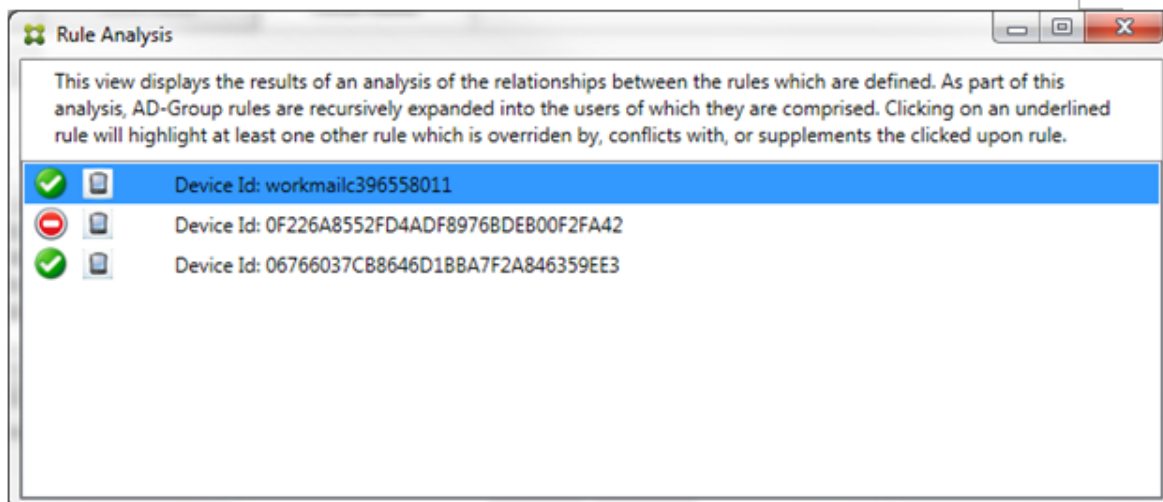 Rule Analysis
This view displays the results of an analysis of the relationships between the rules which are defined. As part of this
analysis, AD-Group rules are recursively expanded into the users of which they are comprised. Clicking on an underlined
rule will highlight at least one other rule which is overriden by, conflicts with, or supplements the clicked upon rule.
Device Id: workmailc396558011
Device Id: 0F226A8552FD4ADF8976BDEB00F2FA42
Device Id: 06766037CB8646D1BBA7F2A846359EE3